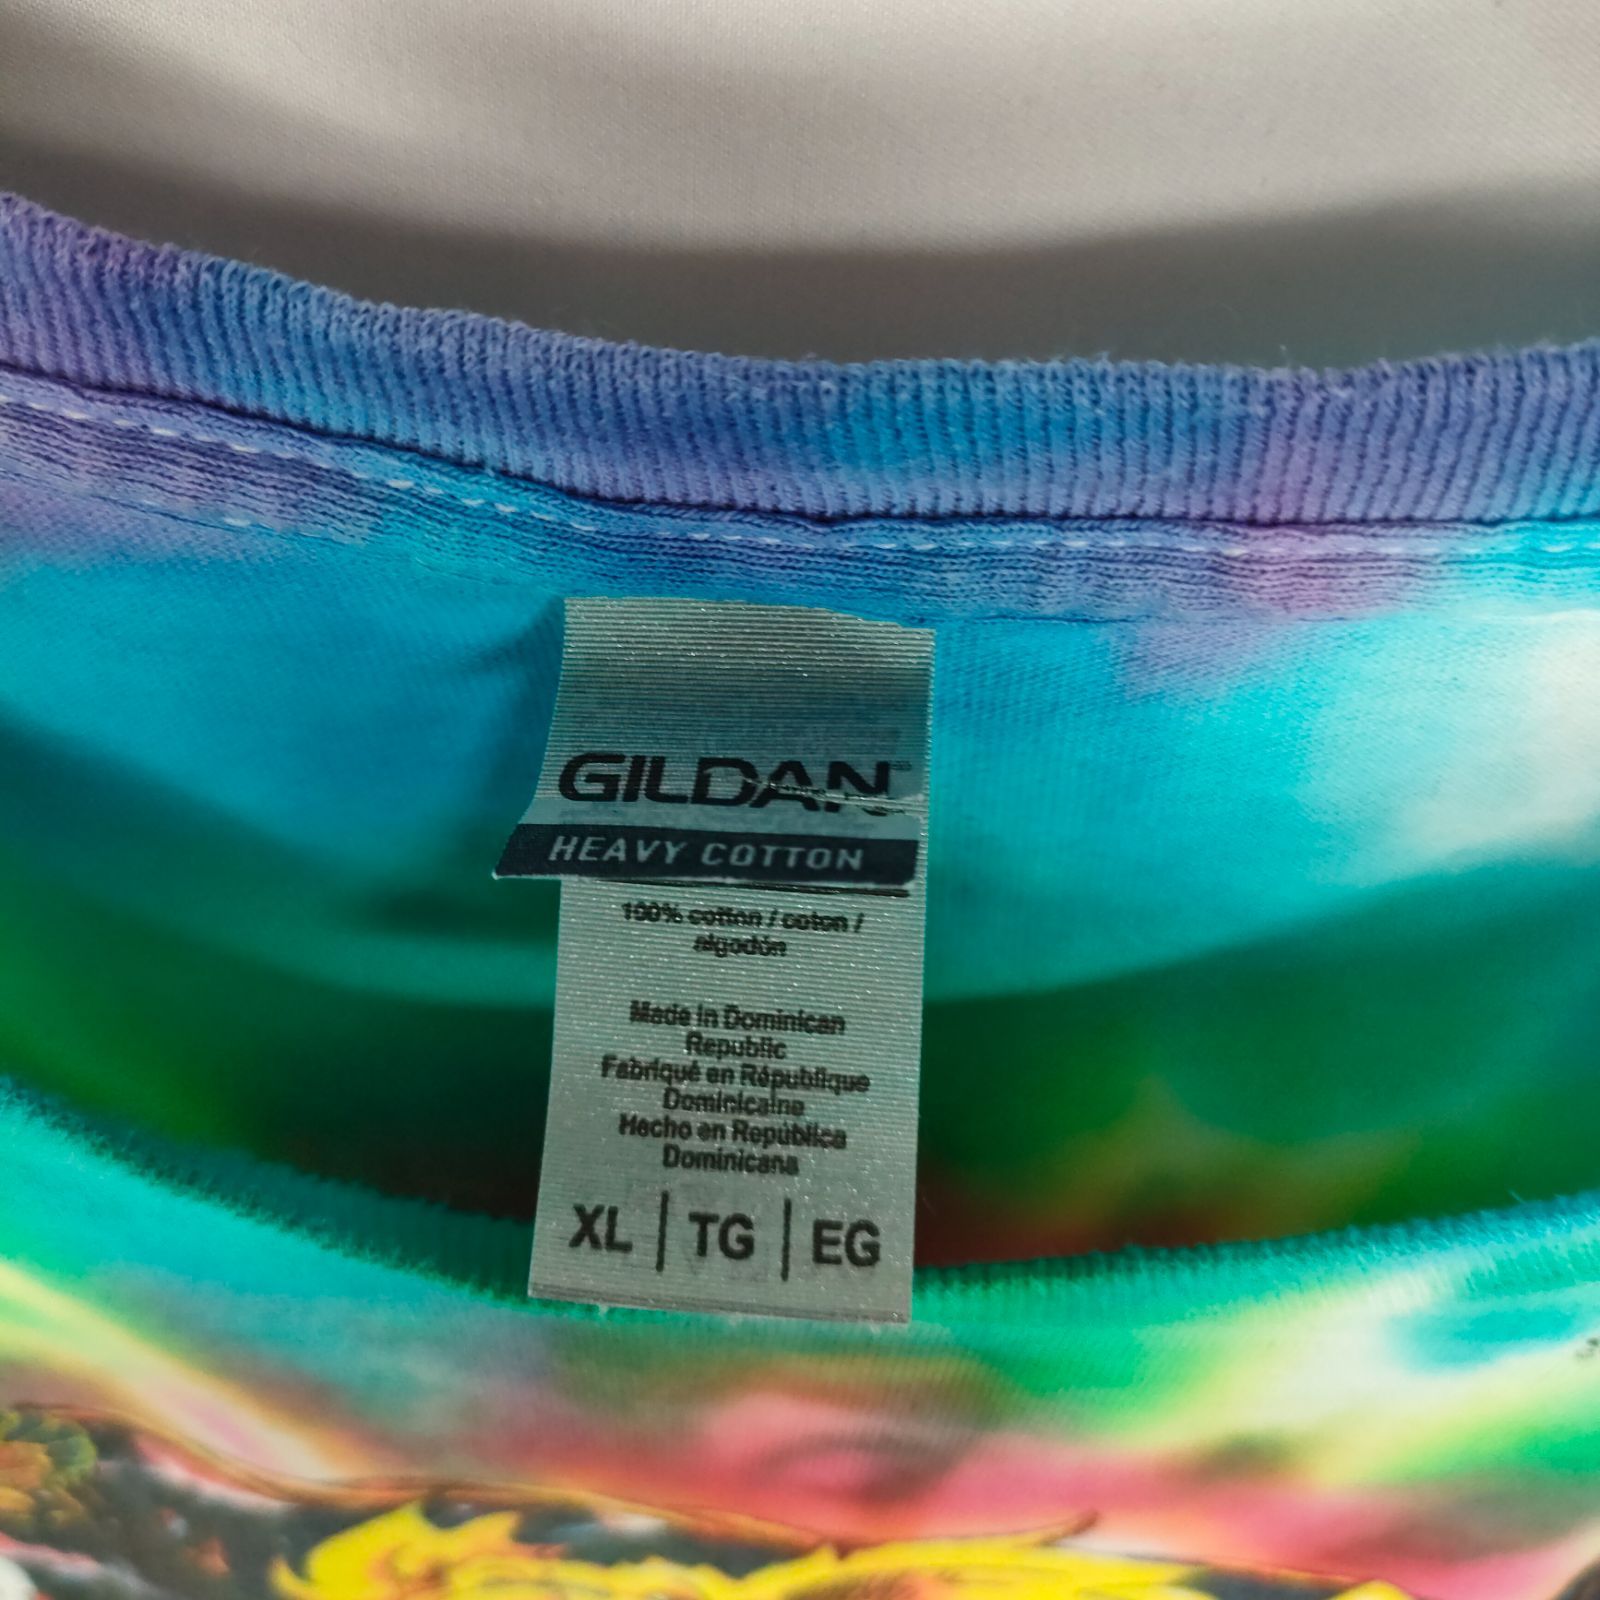 GILDAN™
HEAVY COTTON
100% cotton / coton /
algodón
Made in Dominican
Republic
Fabriqué en République
Dominicaine
Hecho en República
Dominicana
XL | TG | EG